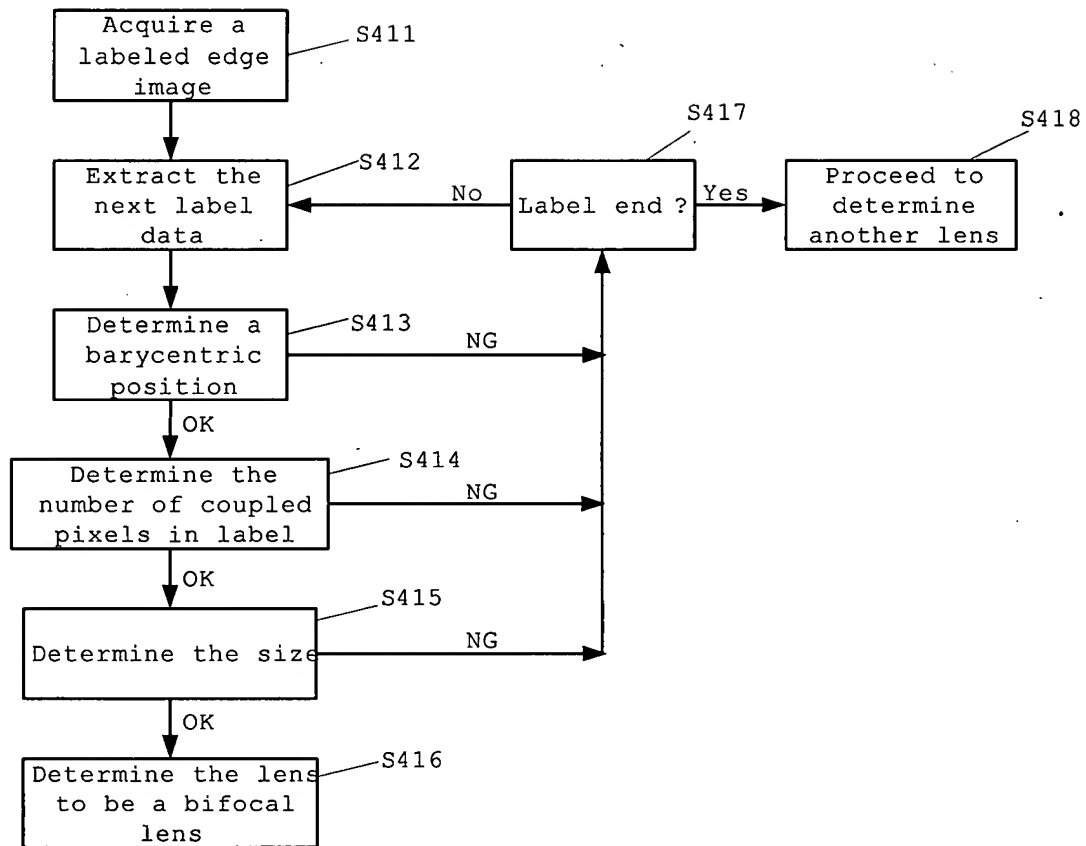 Acquire a
labeled edge
image
S411
S417
S418
S412
Extract the
next label
data
No
Label end ?
Yes
Proceed to
determine
another lens
Determine a
barycentric
position
S413
NG
OK
Determine the
number of coupled
pixels in label
S414
NG
OK
S415
Determine the size
NG
OK
Determine the lens
to be a bifocal
lens
S416